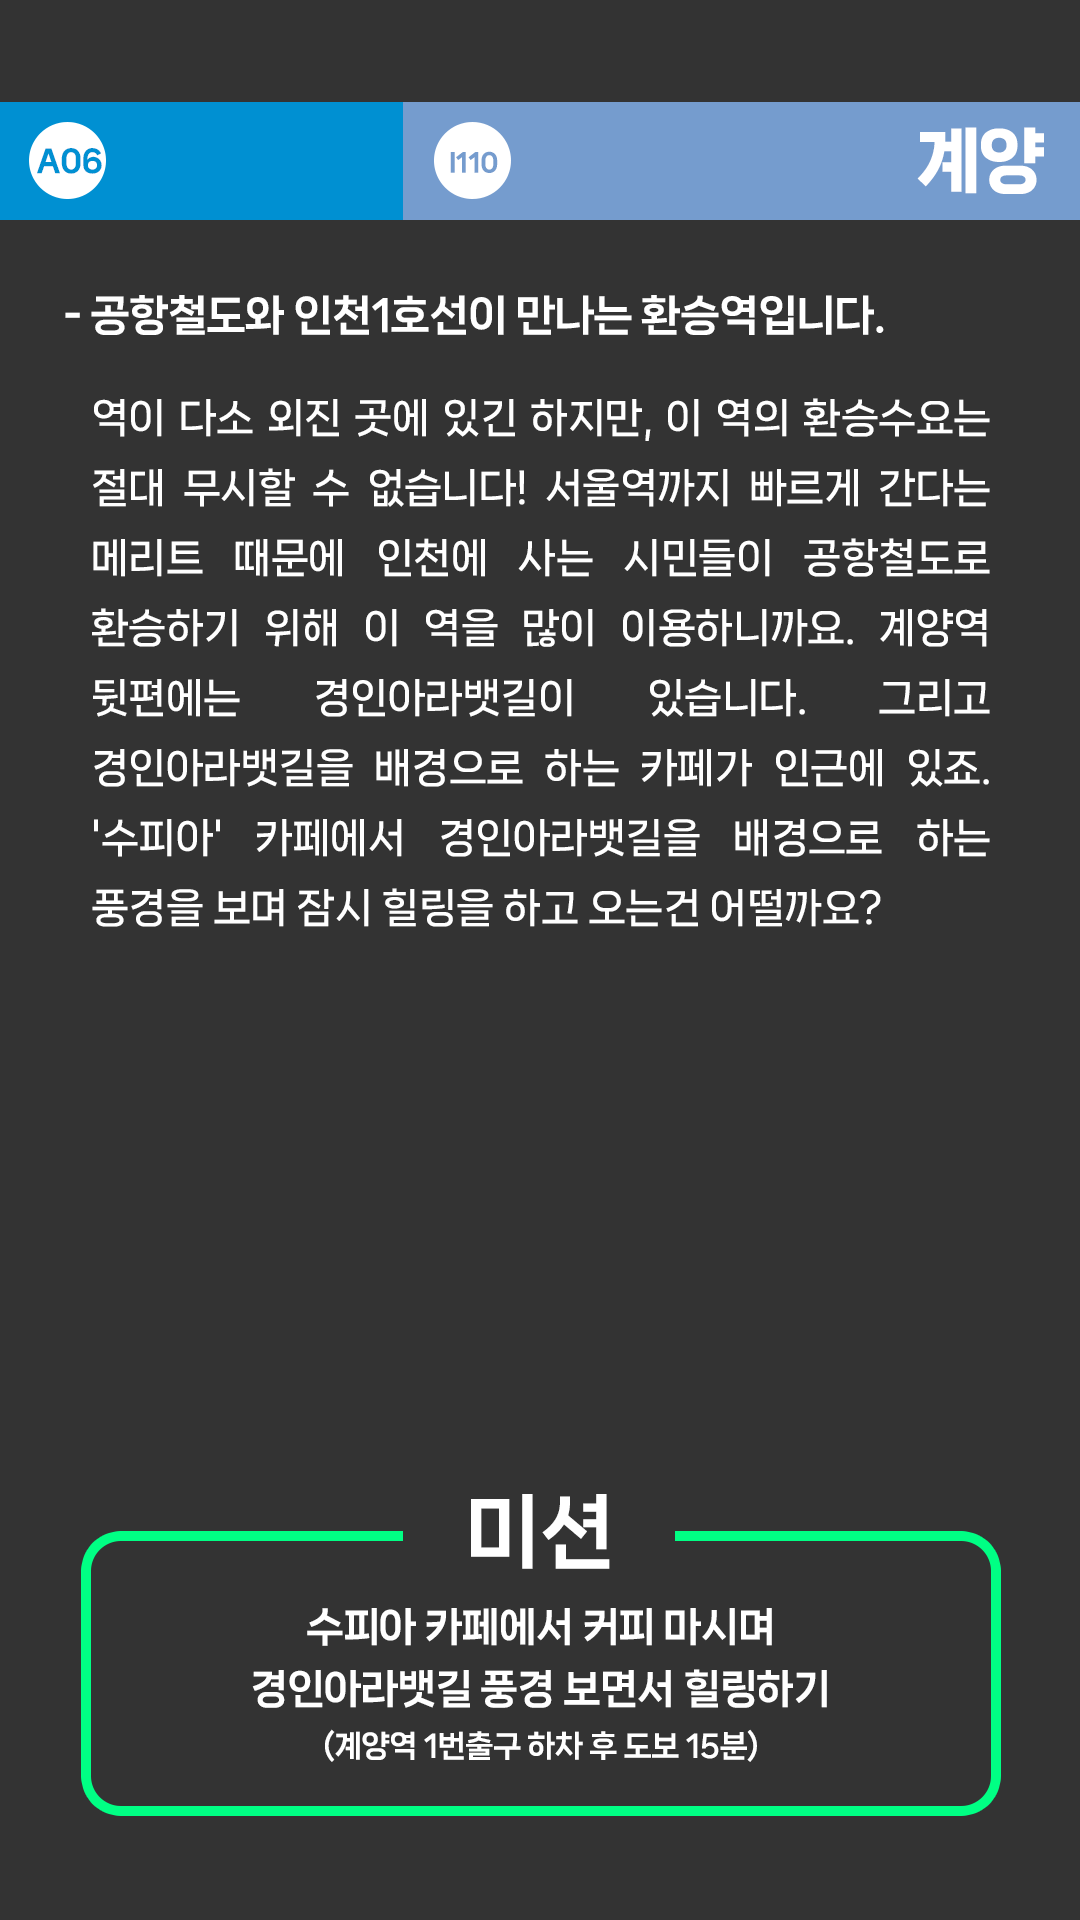 A06
I110
계양
- 공항철도와 인천1호선이 만나는 환승역입니다.
역이 다소 외진 곳에 있긴 하지만, 이 역의 환승수요는
절대 무시할 수 없습니다! 서울역까지 빠르게 간다는
메리트 때문에 인천에 사는 시민들이 공항철도로
환승하기 위해 이 역을 많이 이용하니까요. 계양역
뒷편에는 경인아라뱃길이 있습니다. 그리고
경인아라뱃길을 배경으로 하는 카페가 인근에 있죠.
'수피아' 카페에서 경인아라뱃길을 배경으로 하는
풍경을 보며 잠시 힐링을 하고 오는건 어떨까요?
미션
수피아 카페에서 커피 마시며
경인아라뱃길 풍경 보면서 힐링하기
(계양역 1번출구 하차 후 도보 15분)